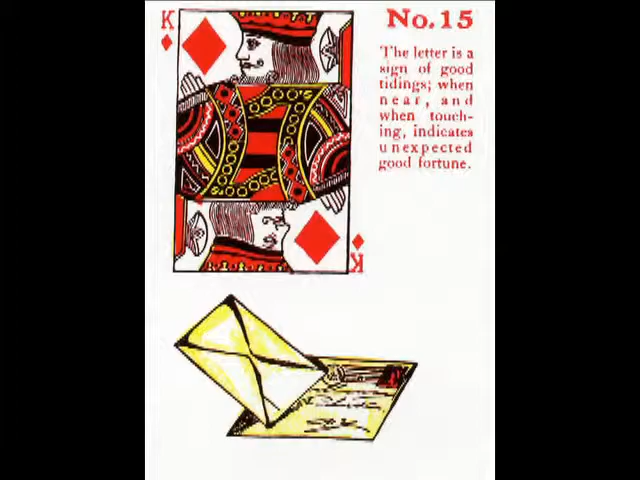 K
No. 15
The letter is a
sign of good
tidings; when
near, and
when touch-
ing, indicates
unexpected
good fortune.
K